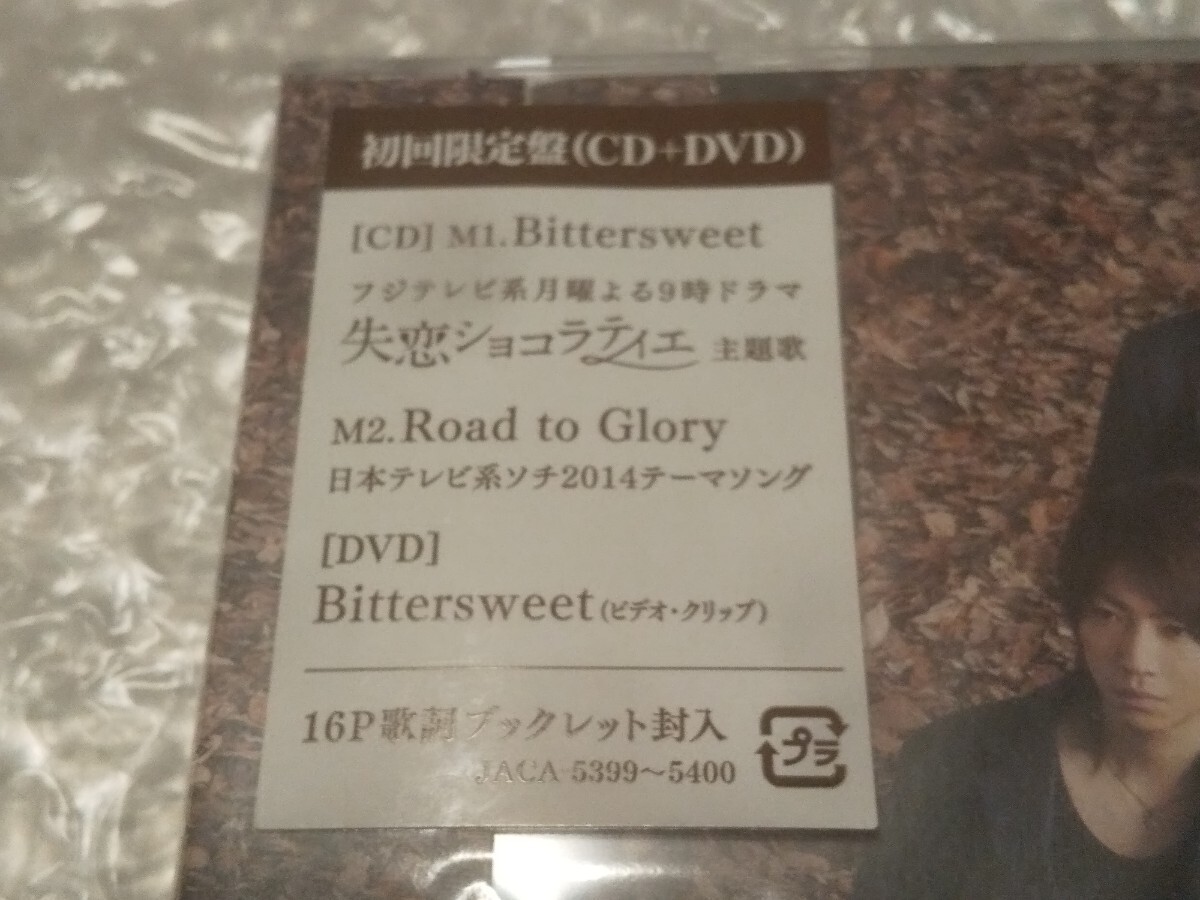 初回限定盤(CD+DVD)
[CD] M1.Bittersweet
フジテレビ系月曜よる9時ドラマ
失恋ショコラティエ 主題歌
M2.Road to Glory
日本テレビ系ソチ2014テーマソング
[DVD]
Bittersweet(ビデオ・クリップ)
16P歌詞ブックレット封入
JACA-5399～5400
プラ